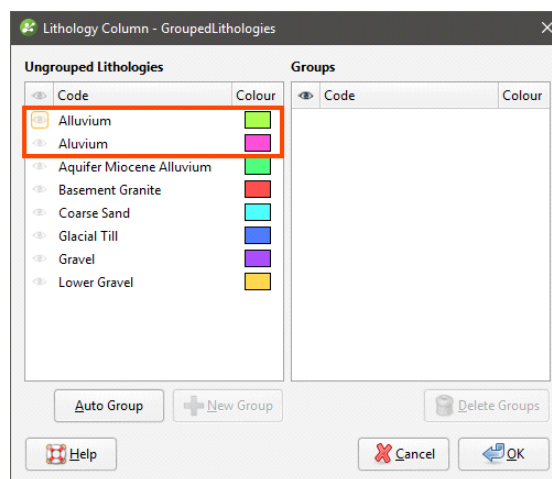 Lithology Column - GroupedLithologies
Ungrouped Lithologies
Groups
Code Colour
Code Colour
Alluvium
Aluvium
Aquifer Miocene Alluvium
Basement Granite
Coarse Sand
Glacial Till
Gravel
Lower Gravel
Auto Group
New Group
Delete Groups
Help
Cancel
OK